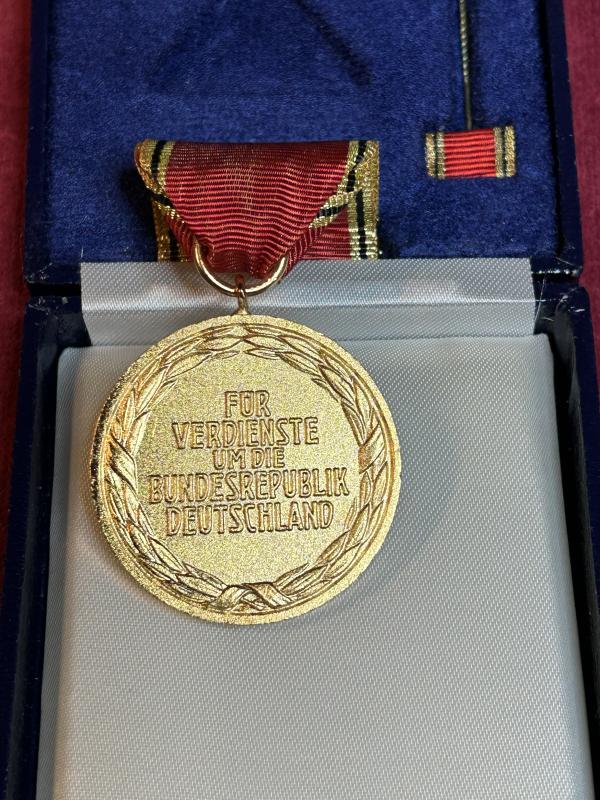 FÜR
VERDIENSTE
UM DIE
BUNDESREPUBLIK
DEUTSCHLAND